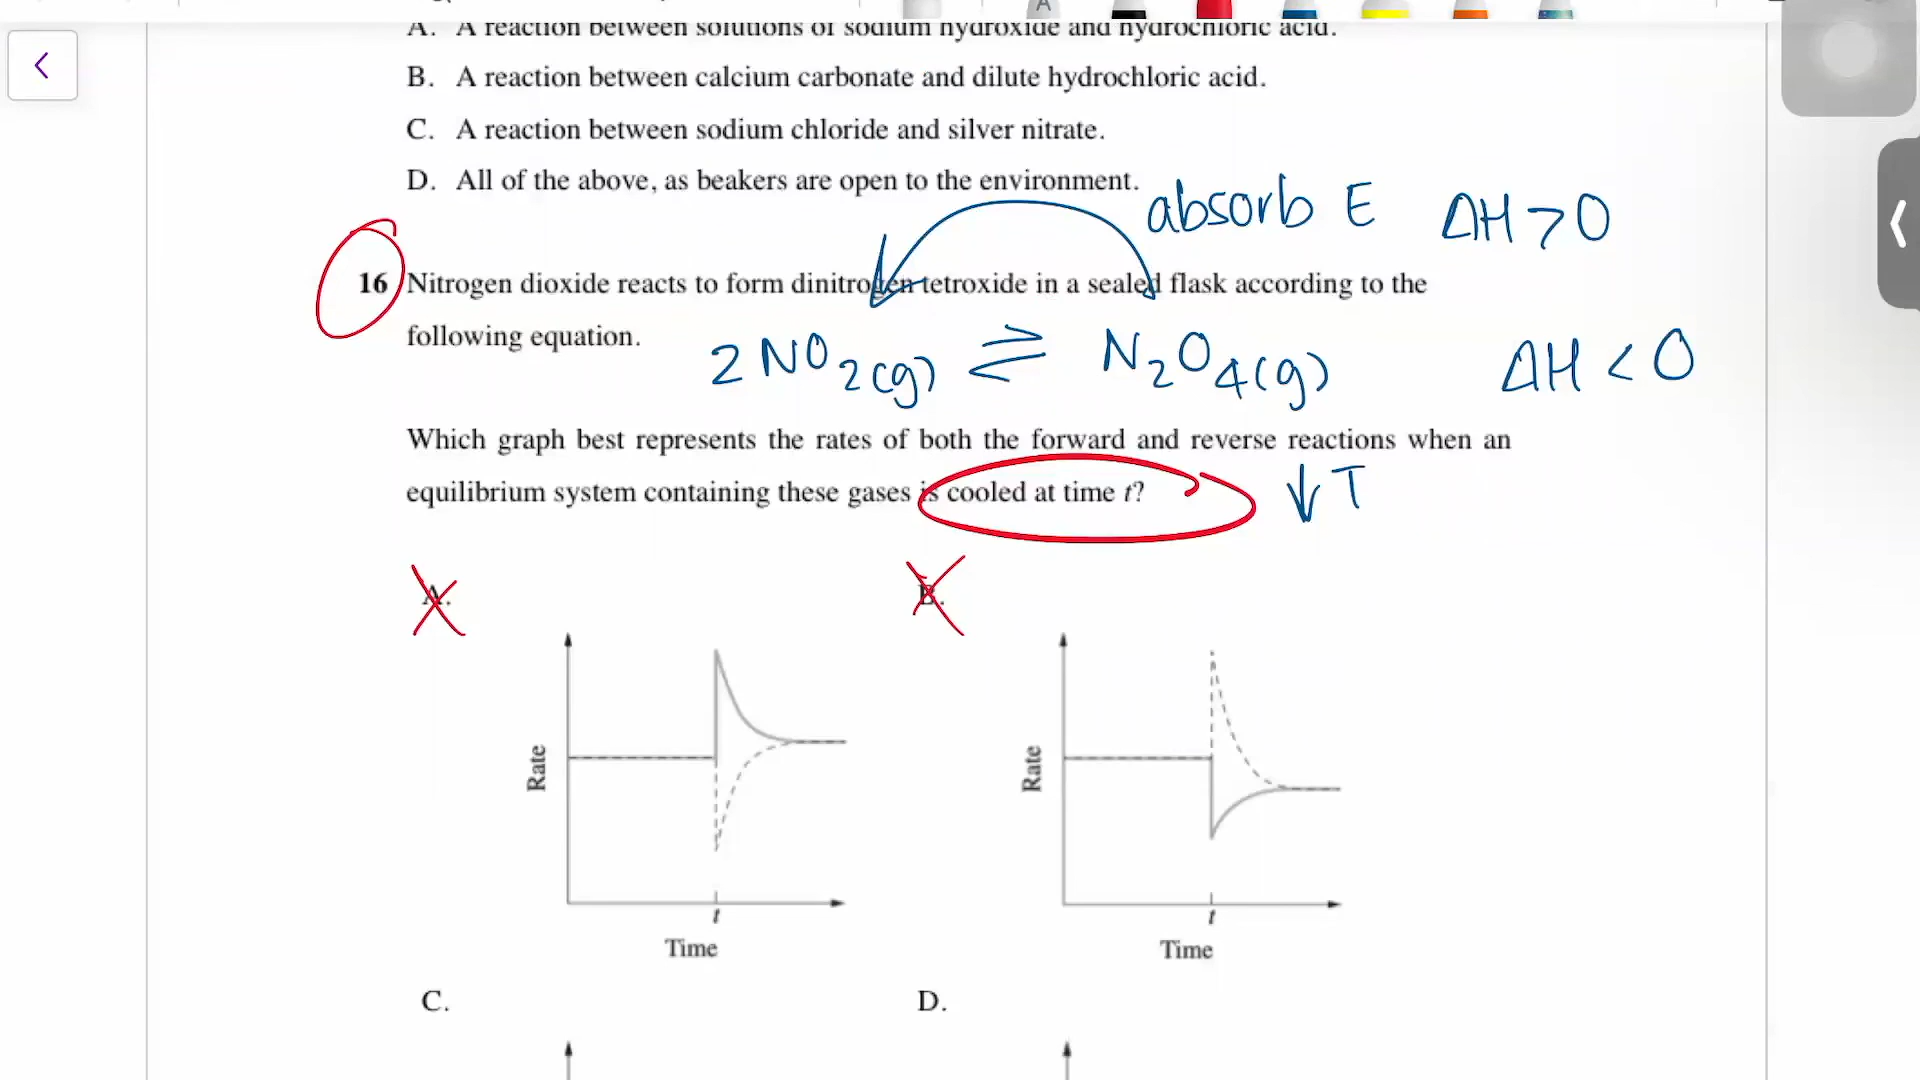 A. A reaction between solutions of sodium hydroxide and hydrochloric acid.
B. A reaction between calcium carbonate and dilute hydrochloric acid.
C. A reaction between sodium chloride and silver nitrate.
D. All of the above, as beakers are open to the environment.
absorb E ΔH > 0
16 Nitrogen dioxide reacts to form dinitrogen tetroxide in a sealed flask according to the
following equation.
2NO₂(g) ⇌ N₂O₄(g) ΔH < 0
Which graph best represents the rates of both the forward and reverse reactions when an
equilibrium system containing these gases is cooled at time t?
↓ T
A. B.
Rate Rate
t t
Time Time
C. D.